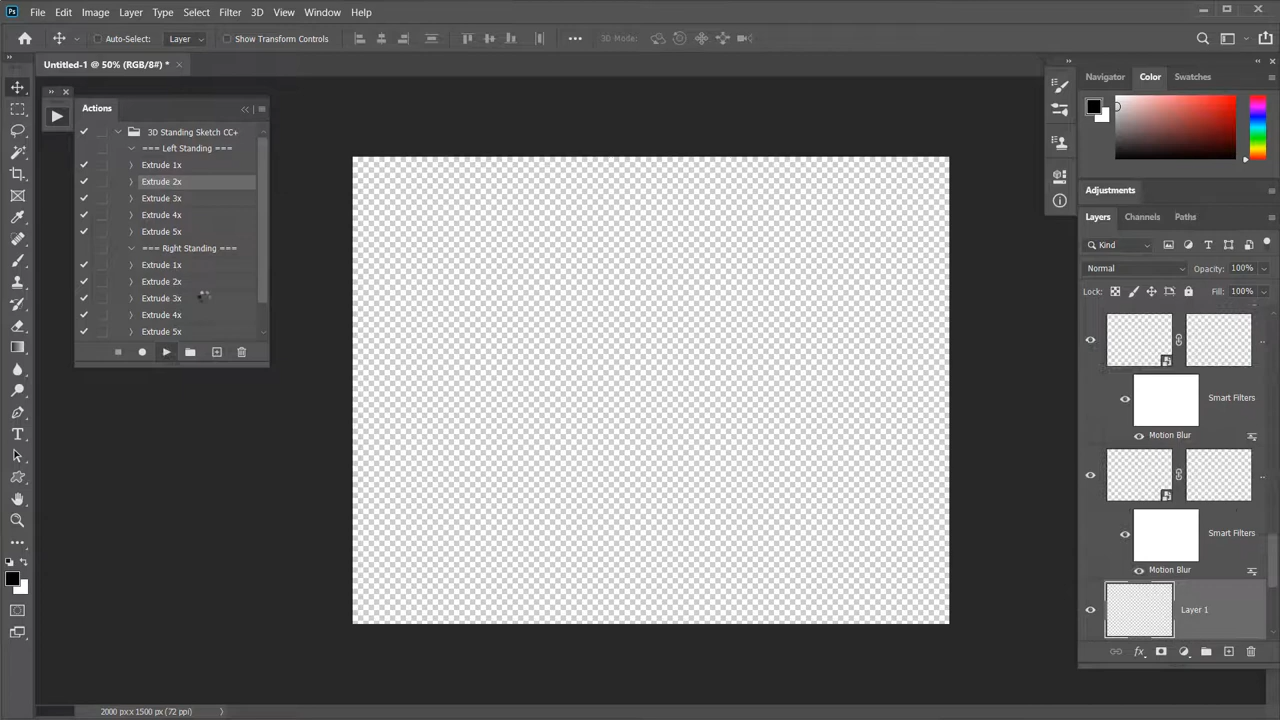 Ps File Edit Image Layer Type Select Filter 3D View Window Help
Auto-Select: Layer Show Transform Controls 3D Mode:
Untitled-1 @ 50% (RGB/8#) *
Actions
3D Standing Sketch CC+
=== Left Standing ===
Extrude 1x
Extrude 2x
Extrude 3x
Extrude 4x
Extrude 5x
=== Right Standing ===
Extrude 1x
Extrude 2x
Extrude 3x
Extrude 4x
Extrude 5x
Navigator Color Swatches
Adjustments
Layers Channels Paths
Kind
Normal Opacity: 100%
Lock: Fill: 100%
Smart Filters
Motion Blur
Smart Filters
Motion Blur
Layer 1
fx
2000 px x 1500 px (72 ppi)